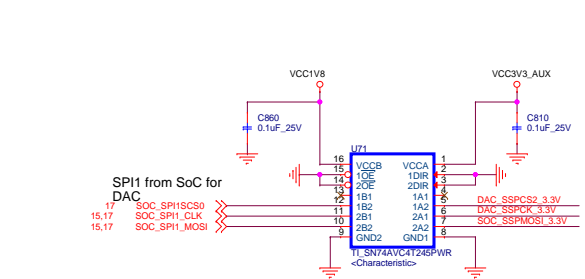 VCC1V8
VCC3V3_AUX
C860
0.1uF_25V
C810
0.1uF_25V
U71
16 VCCB VCCA 1
15 1OE 1DIR 2
14 2OE 2DIR 3
13 1B1 1A1 4
12 1B2 1A2 5 DAC_SSPCS2_3.3V
11 2B1 2A1 6 DAC_SSPCK_3.3V
10 2B2 2A2 7 SOC_SSPMOSI_3.3V
9 GND2 GND1 8
SPI1 from SoC for
DAC
17 SOC_SPI1SCS0
15,17 SOC_SPI1_CLK
15,17 SOC_SPI1_MOSI
TI_SN74AVC4T245PWR
<Characteristic>